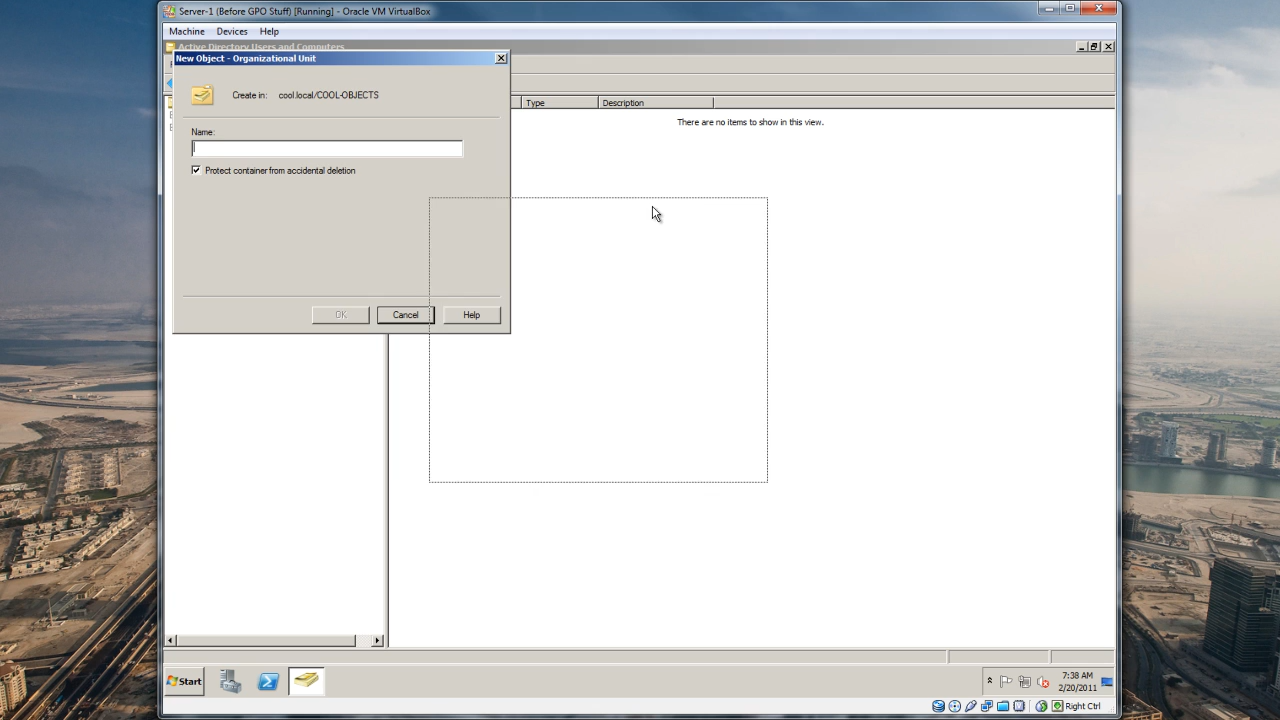 Server-1 (Before GPO Stuff) [Running] - Oracle VM VirtualBox
Machine Devices Help
Active Directory Users and Computers
New Object - Organizational Unit
Create in: cool.local/COOL-OBJECTS
Type Description
There are no items to show in this view.
Name:
Protect container from accidental deletion
OK Cancel Help
Start
7:38 AM
2/20/2011
Right Ctrl